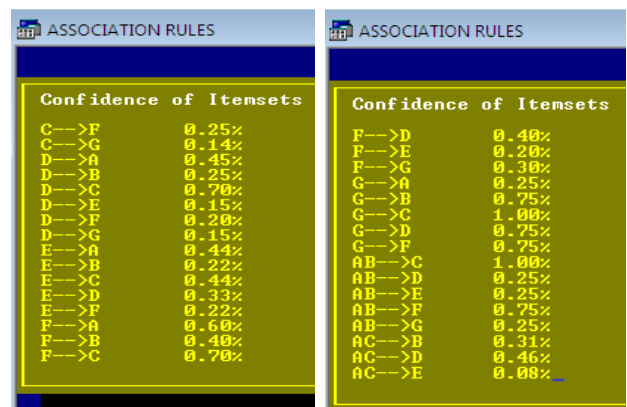 ASSOCIATION RULES
Confidence of Itemsets
C-->F 0.25%
C-->G 0.14%
D-->A 0.45%
D-->B 0.25%
D-->C 0.70%
D-->E 0.15%
D-->F 0.20%
D-->G 0.15%
E-->A 0.44%
E-->B 0.22%
E-->C 0.44%
E-->D 0.33%
E-->F 0.22%
F-->A 0.60%
F-->B 0.40%
F-->C 0.70%
ASSOCIATION RULES
Confidence of Itemsets
F-->D 0.40%
F-->E 0.20%
F-->G 0.30%
G-->A 0.25%
G-->B 0.75%
G-->C 1.00%
G-->D 0.75%
G-->F 0.75%
AB-->C 1.00%
AB-->D 0.25%
AB-->E 0.25%
AB-->F 0.75%
AB-->G 0.25%
AC-->B 0.31%
AC-->D 0.46%
AC-->E 0.08%_